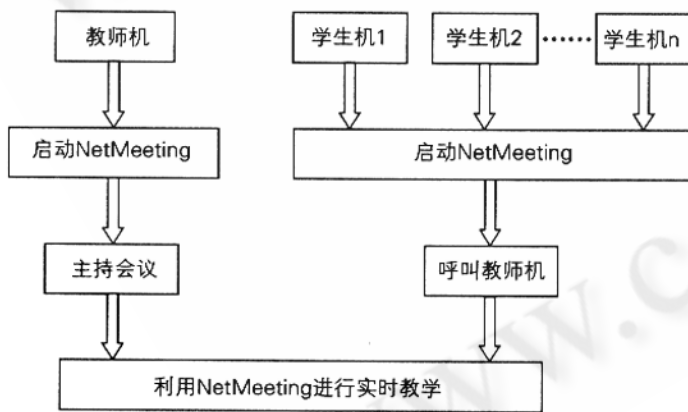 教师机
学生机1
学生机2
……
学生机n
启动NetMeeting
启动NetMeeting
主持会议
呼叫教师机
利用NetMeeting进行实时教学
www.c